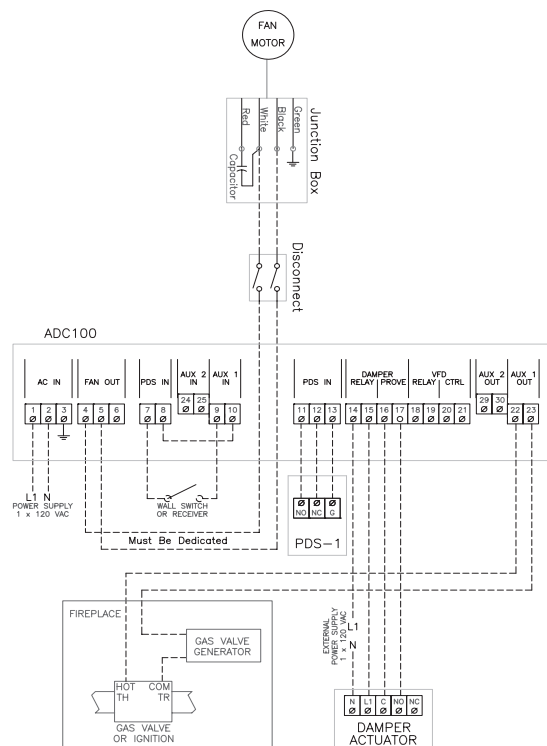 FAN
MOTOR
Red
White
Black
Green
Capacitor
Junction Box
Disconnect
ADC100
AC IN
FAN OUT
PDS IN
AUX 2
IN
AUX 1
IN
PDS IN
DAMPER
RELAY PROVE
VFD
RELAY CTRL
AUX 2
OUT
AUX 1
OUT
24 25
29 30
1 2 3
4 5 6
7 8
9 10
11 12 13
14 15 16 17
18 19 20 21
22 23
L1 N
POWER SUPPLY
1 x 120 VAC
WALL SWITCH
OR RECEIVER
Must Be Dedicated
NO NC G
PDS-1
FIREPLACE
GAS VALVE
GENERATOR
HOT COM
TH TR
GAS VALVE
OR IGNITION
EXTERNAL
POWER SUPPLY
1 x 120 VAC
L1
N
N L1 C NO NC
DAMPER
ACTUATOR